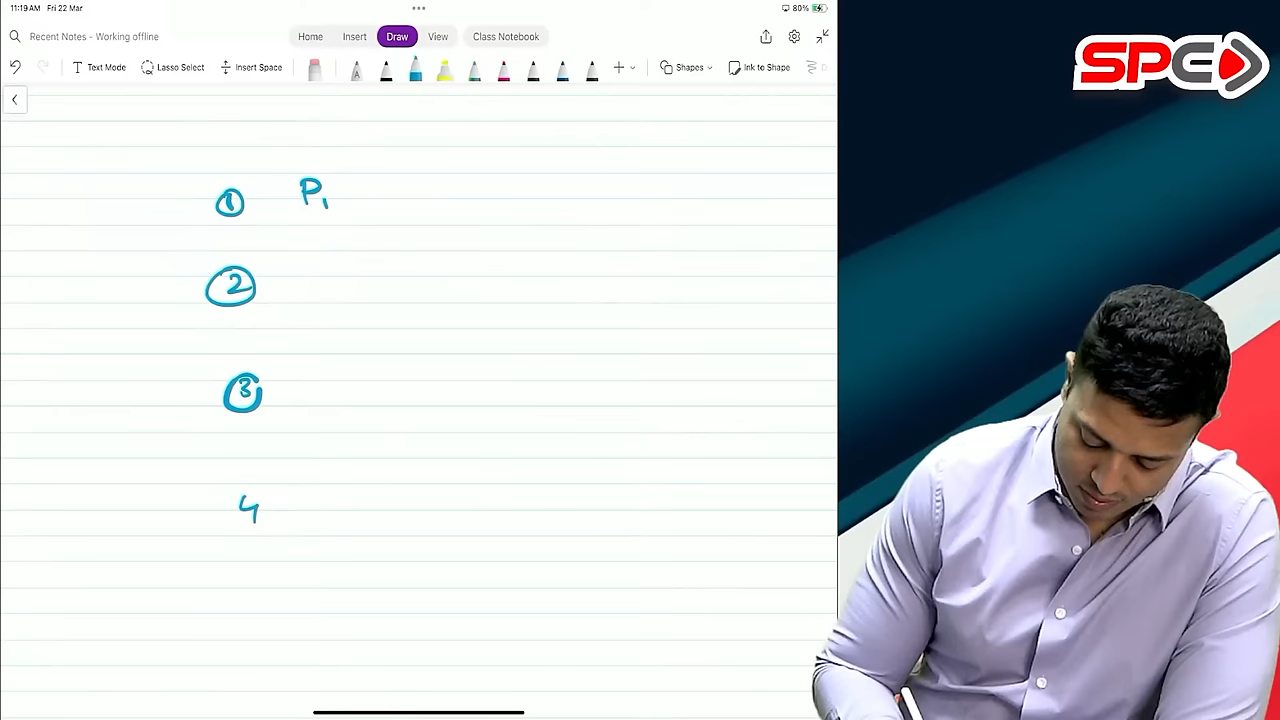 11:19 AM Fri 22 Mar
80%
Recent Notes - Working offline
Home Insert Draw View Class Notebook
Text Mode Lasso Select Insert Space Shapes Ink to Shape
SPE
1 P1
2
3
4